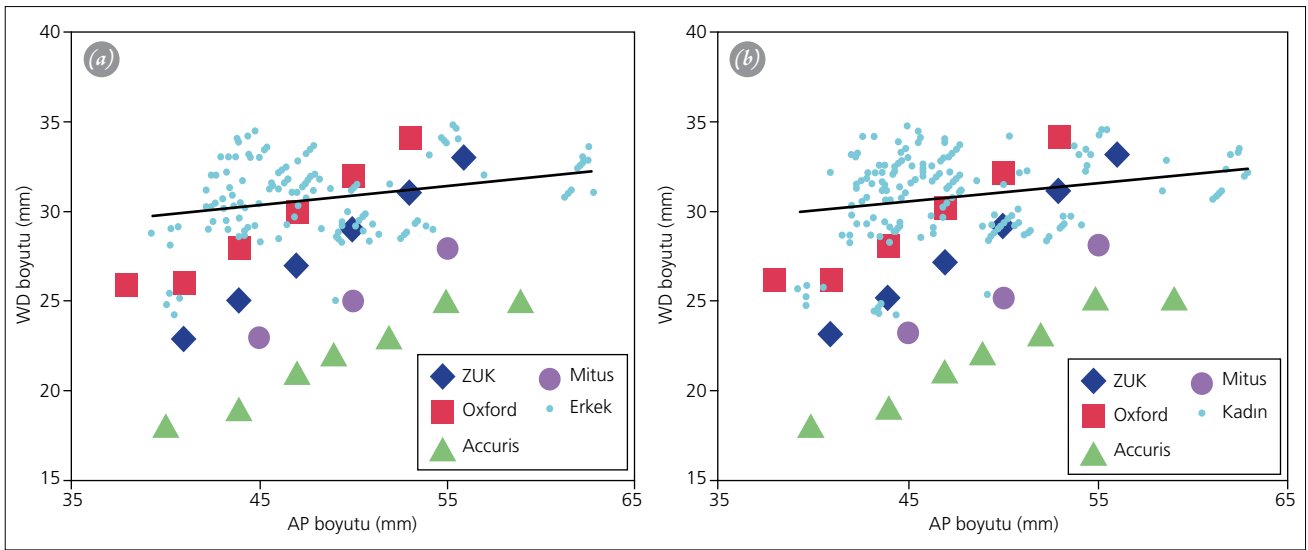 (a)
WD boyutu (mm)
40
35
30
25
20
15
35
45
55
65
AP boyutu (mm)
ZUK
Oxford
Accuris
Mitus
Erkek
(b)
WD boyutu (mm)
40
35
30
25
20
15
35
45
55
65
AP boyutu (mm)
ZUK
Oxford
Accuris
Mitus
Kadın